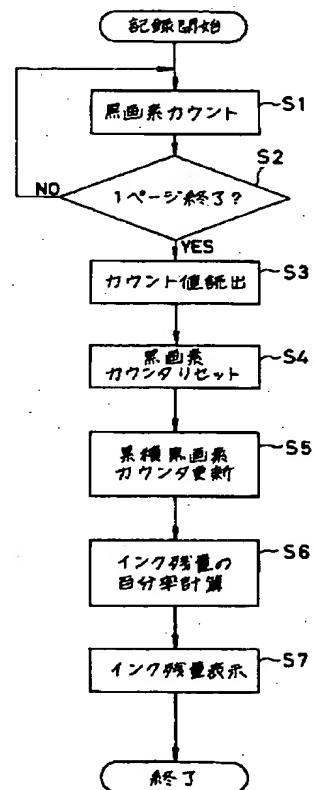 記録開始
黒画素カウント
S1
S2
1ページ終了?
NO
YES
カウント値読出
S3
黒画素
カウンタリセット
S4
累積黒画素
カウンタ更新
S5
インク残量の
百分率計算
S6
インク残量表示
S7
終了